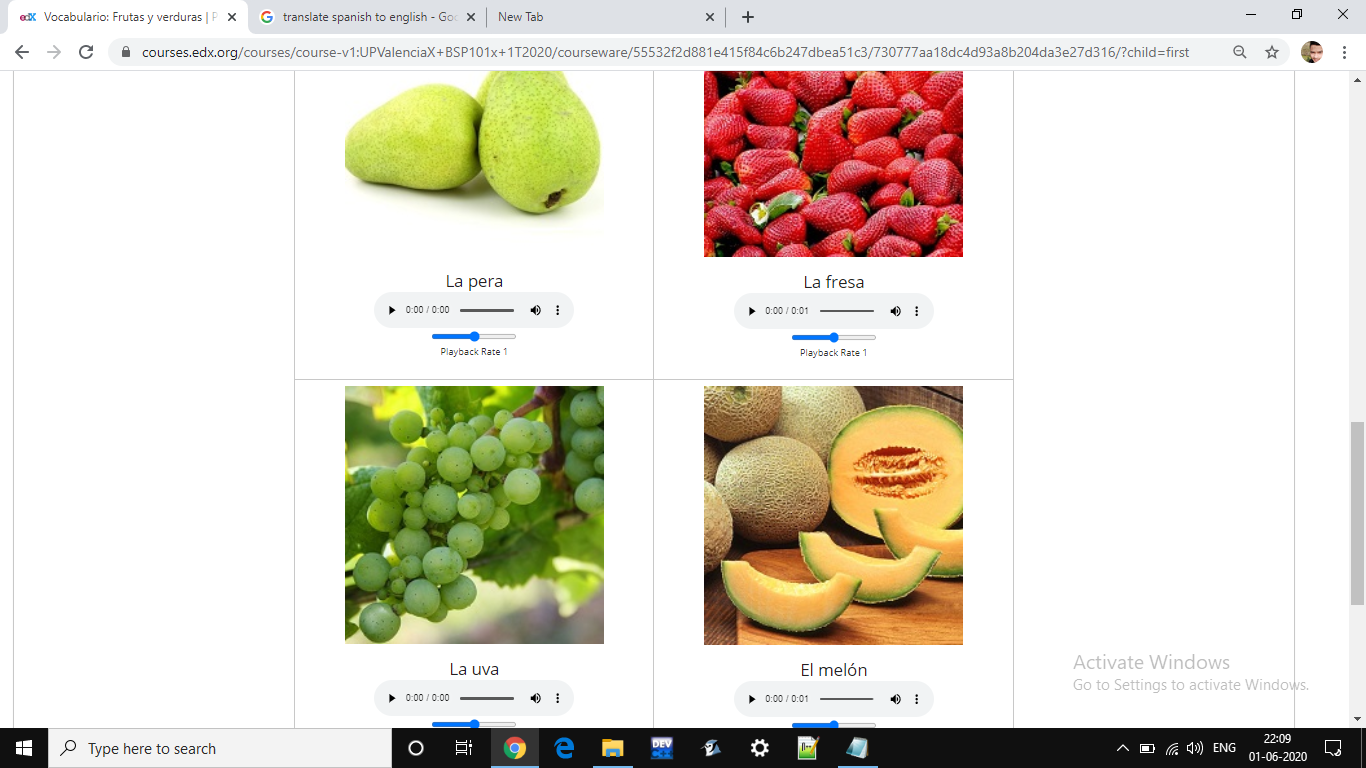 Vocabulario: Frutas y verduras | P
translate spanish to english - Goo
New Tab
courses.edx.org/courses/course-v1:UPValenciaX+BSP101x+1T2020/courseware/55532f2d881e415f84c6b247dbea51c3/730777aa18dc4d93a8b204da3e27d316/?child=first
La pera
La fresa
0:00 / 0:00
0:00 / 0:01
Playback Rate 1
Playback Rate 1
La uva
El melón
0:00 / 0:00
0:00 / 0:01
Activate Windows
Go to Settings to activate Windows.
Type here to search
DEV
ENG
22:09
01-06-2020